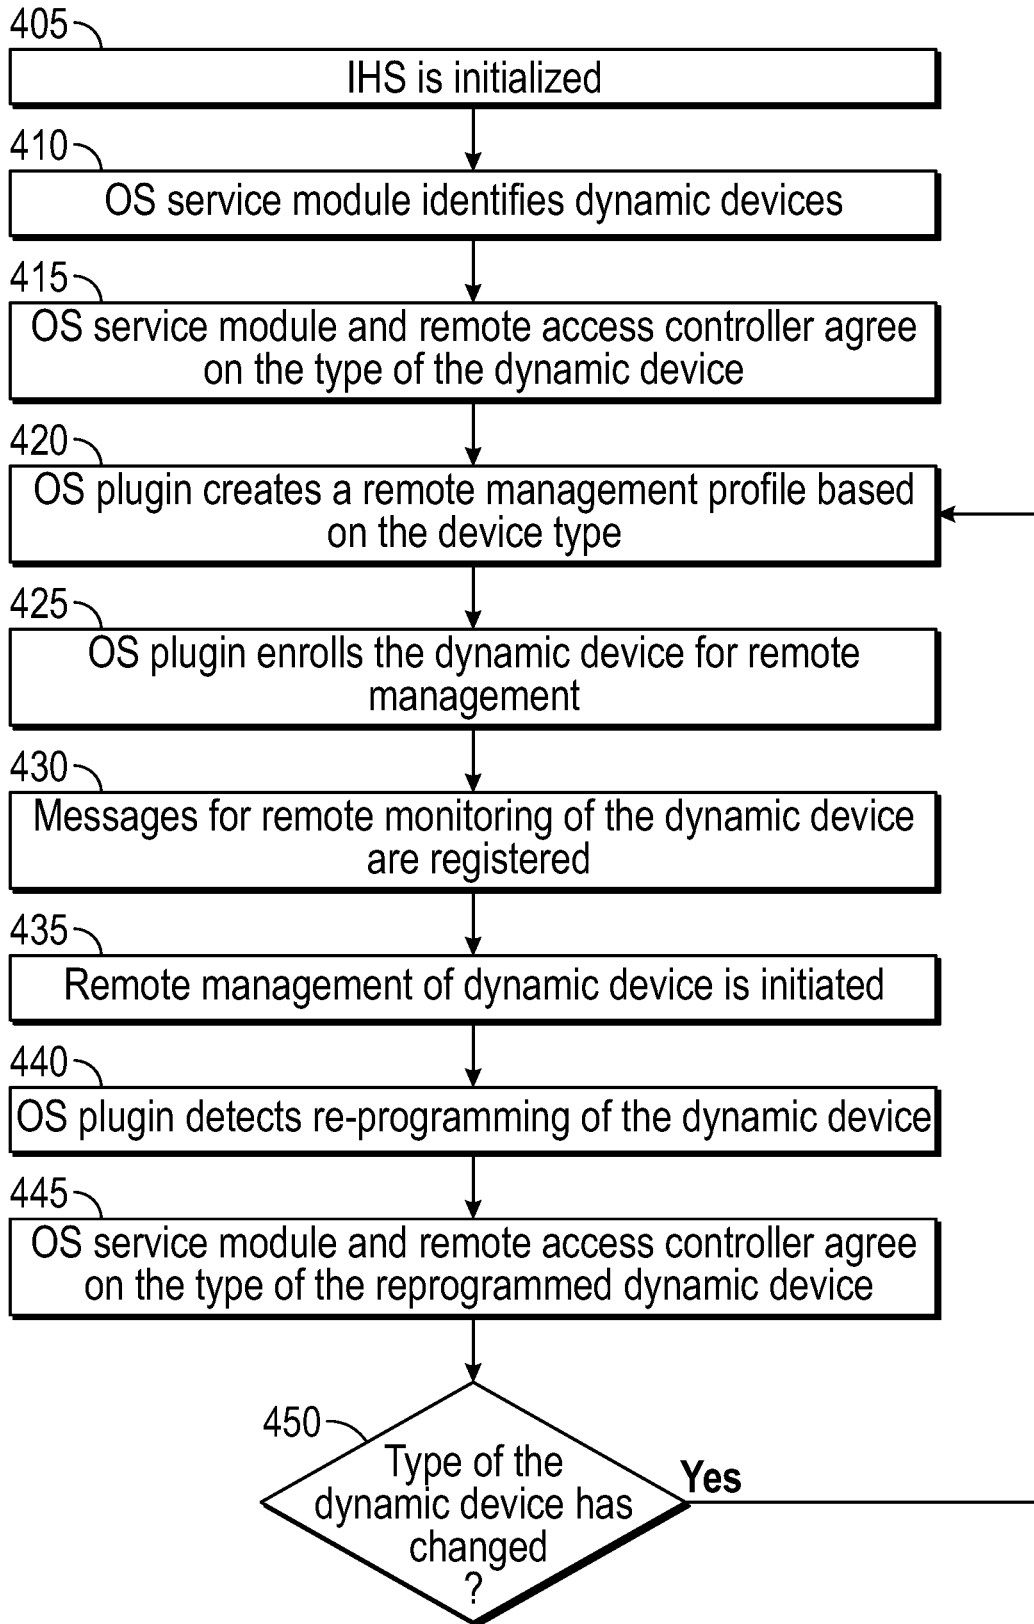 405
IHS is initialized
410
OS service module identifies dynamic devices
415
OS service module and remote access controller agree
on the type of the dynamic device
420
OS plugin creates a remote management profile based
on the device type
425
OS plugin enrolls the dynamic device for remote
management
430
Messages for remote monitoring of the dynamic device
are registered
435
Remote management of dynamic device is initiated
440
OS plugin detects re-programming of the dynamic device
445
OS service module and remote access controller agree
on the type of the reprogrammed dynamic device
450
Type of the
dynamic device has
changed
?
Yes